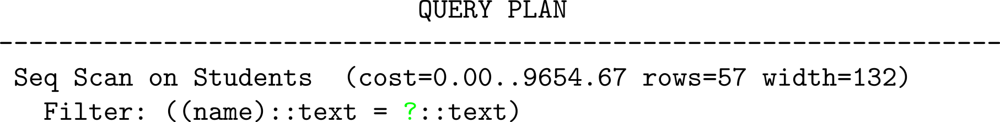 QUERY PLAN
-------------------------------------------------------------------
Seq Scan on Students  (cost=0.00..9654.67 rows=57 width=132)
Filter: ((name)::text = ?::text)